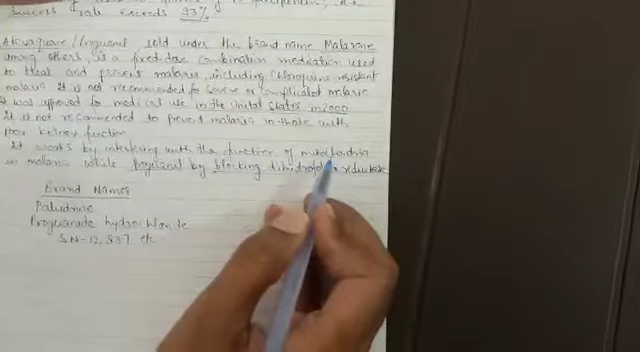 Success rate exceeds 93%
Atovaquone/Proguanil sold under the brand name Malarone
among others, is a fixed-dose combination medication used
to treat and prevent malaria, including chloroquine-resistant
malaria It is not recommended for severe or complicated malaria
It was approved for medical use in the United States in 2000
It is not recommended to prevent malaria in those with
poor kidney function
It works by interfering with the function of mitochondria
in malaria while proguanil by blocking dihydrofolate reductase
Brand Names
Paludrine
Proguanade hydrochloride
SN-12,837 etc